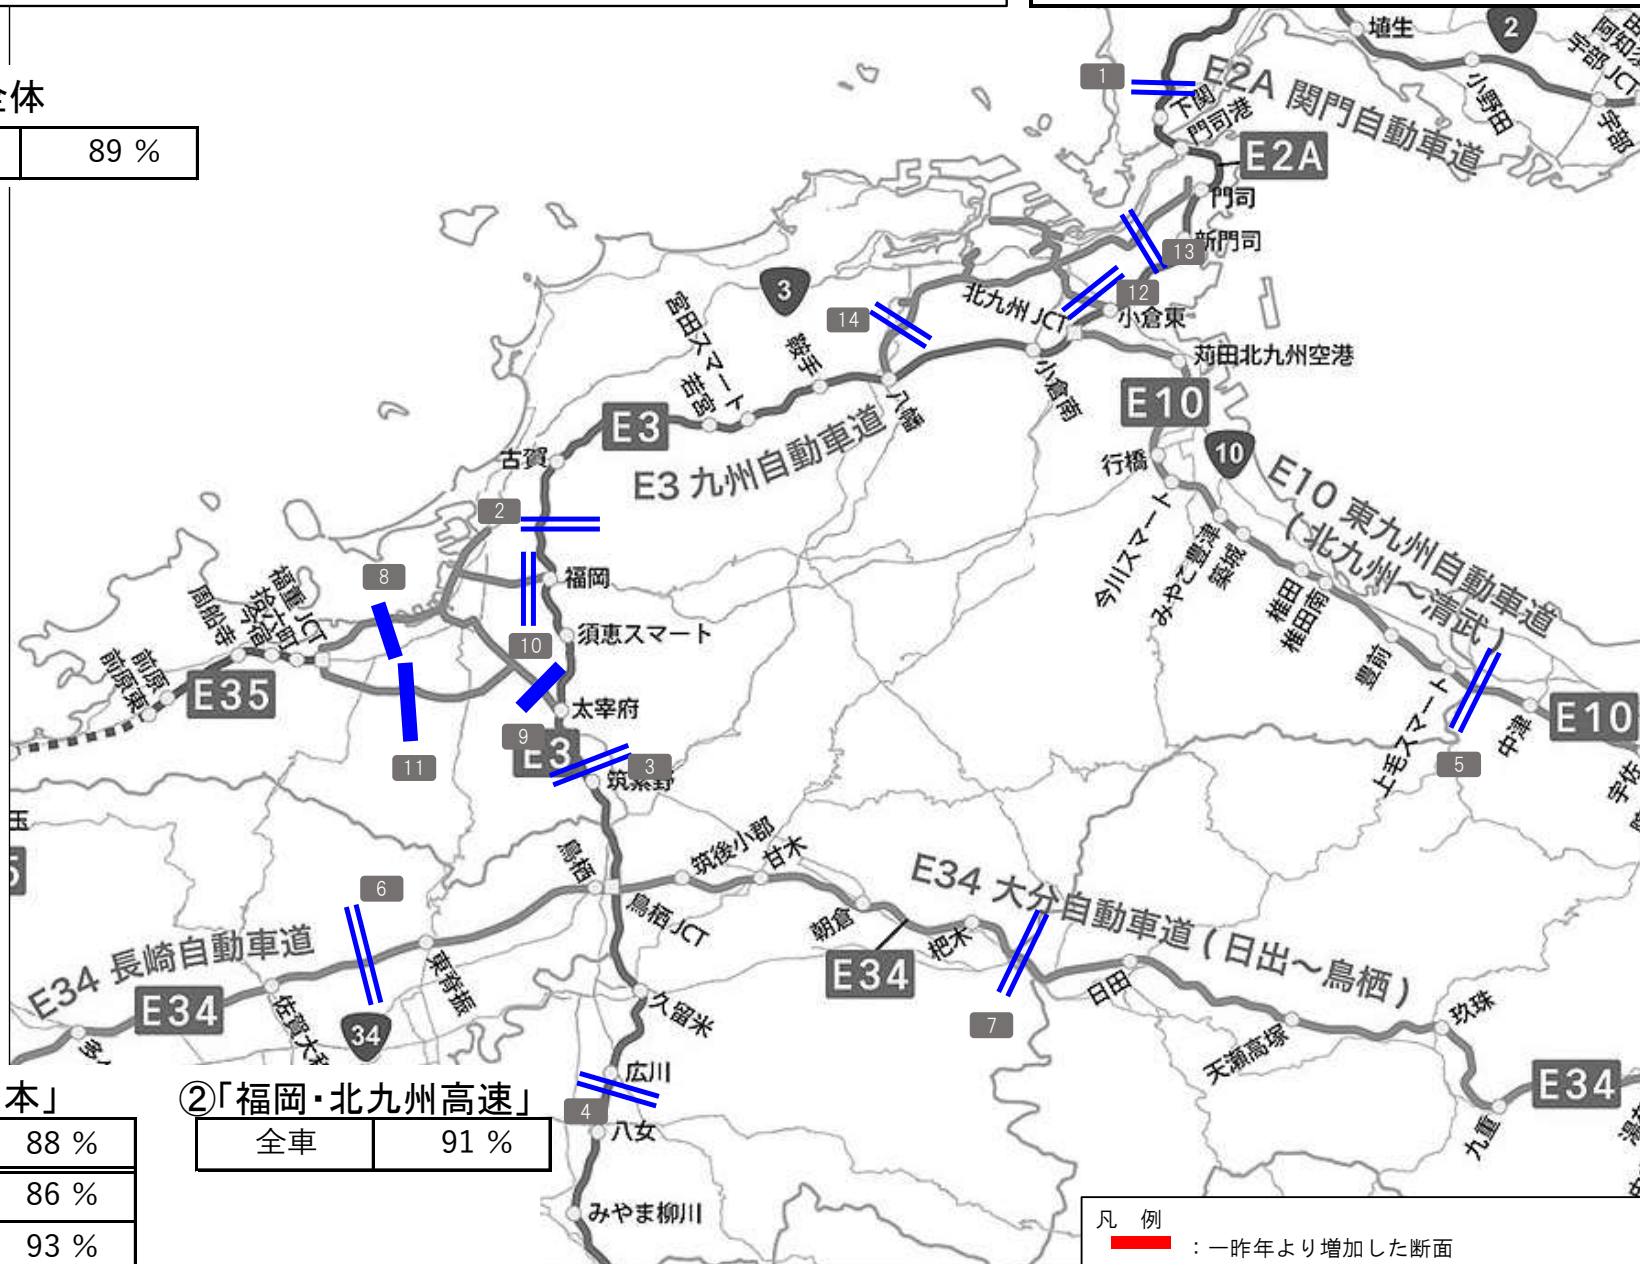 全体
89 %
1
2
埴生
小野田
宇部 JCT
宇部
E2A 関門自動車道
下関
門司港
E2A
門司
新門司
13
12
3
14
北九州 JCT
小倉東
苅田北九州空港
小倉南
宮田スマート
若宮
鞍手
八幡
E3
E10
古賀
E3 九州自動車道
行橋
10
E10 東九州自動車道
( 北九州～清武 )
今川スマート
みやこ豊津
築城
椎田
椎田南
豊前
上毛スマート
中津
E10
宇佐
5
2
福岡
8
福重 JCT
拾六町
今宿
周船寺
前原
前原東
E35
10
須恵スマート
太宰府
9
E3
3
筑紫野
11
玉
鳥栖
筑後小郡
甘木
鳥栖 JCT
朝倉
杷木
E34 大分自動車道 ( 日出～鳥栖 )
E34
6
E34 長崎自動車道
東脊振
E34
佐賀大和
34
久留米
7
日田
天瀬高塚
玖珠
E34
九重
広川
4
八女
みやま柳川
本」
88 %
86 %
93 %
②「福岡・北九州高速」
全車 91 %
凡 例
：一昨年より増加した断面